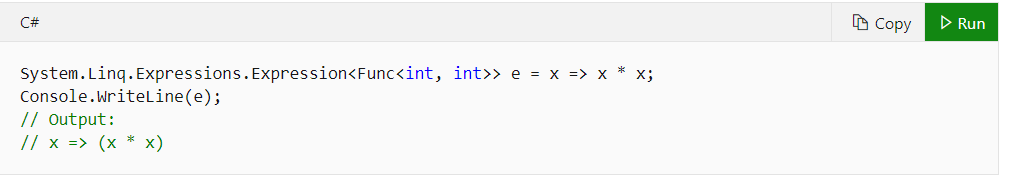 C#
Copy
Run
System.Linq.Expressions.Expression<Func<int, int>> e = x => x * x;
Console.WriteLine(e);
// Output:
// x => (x * x)